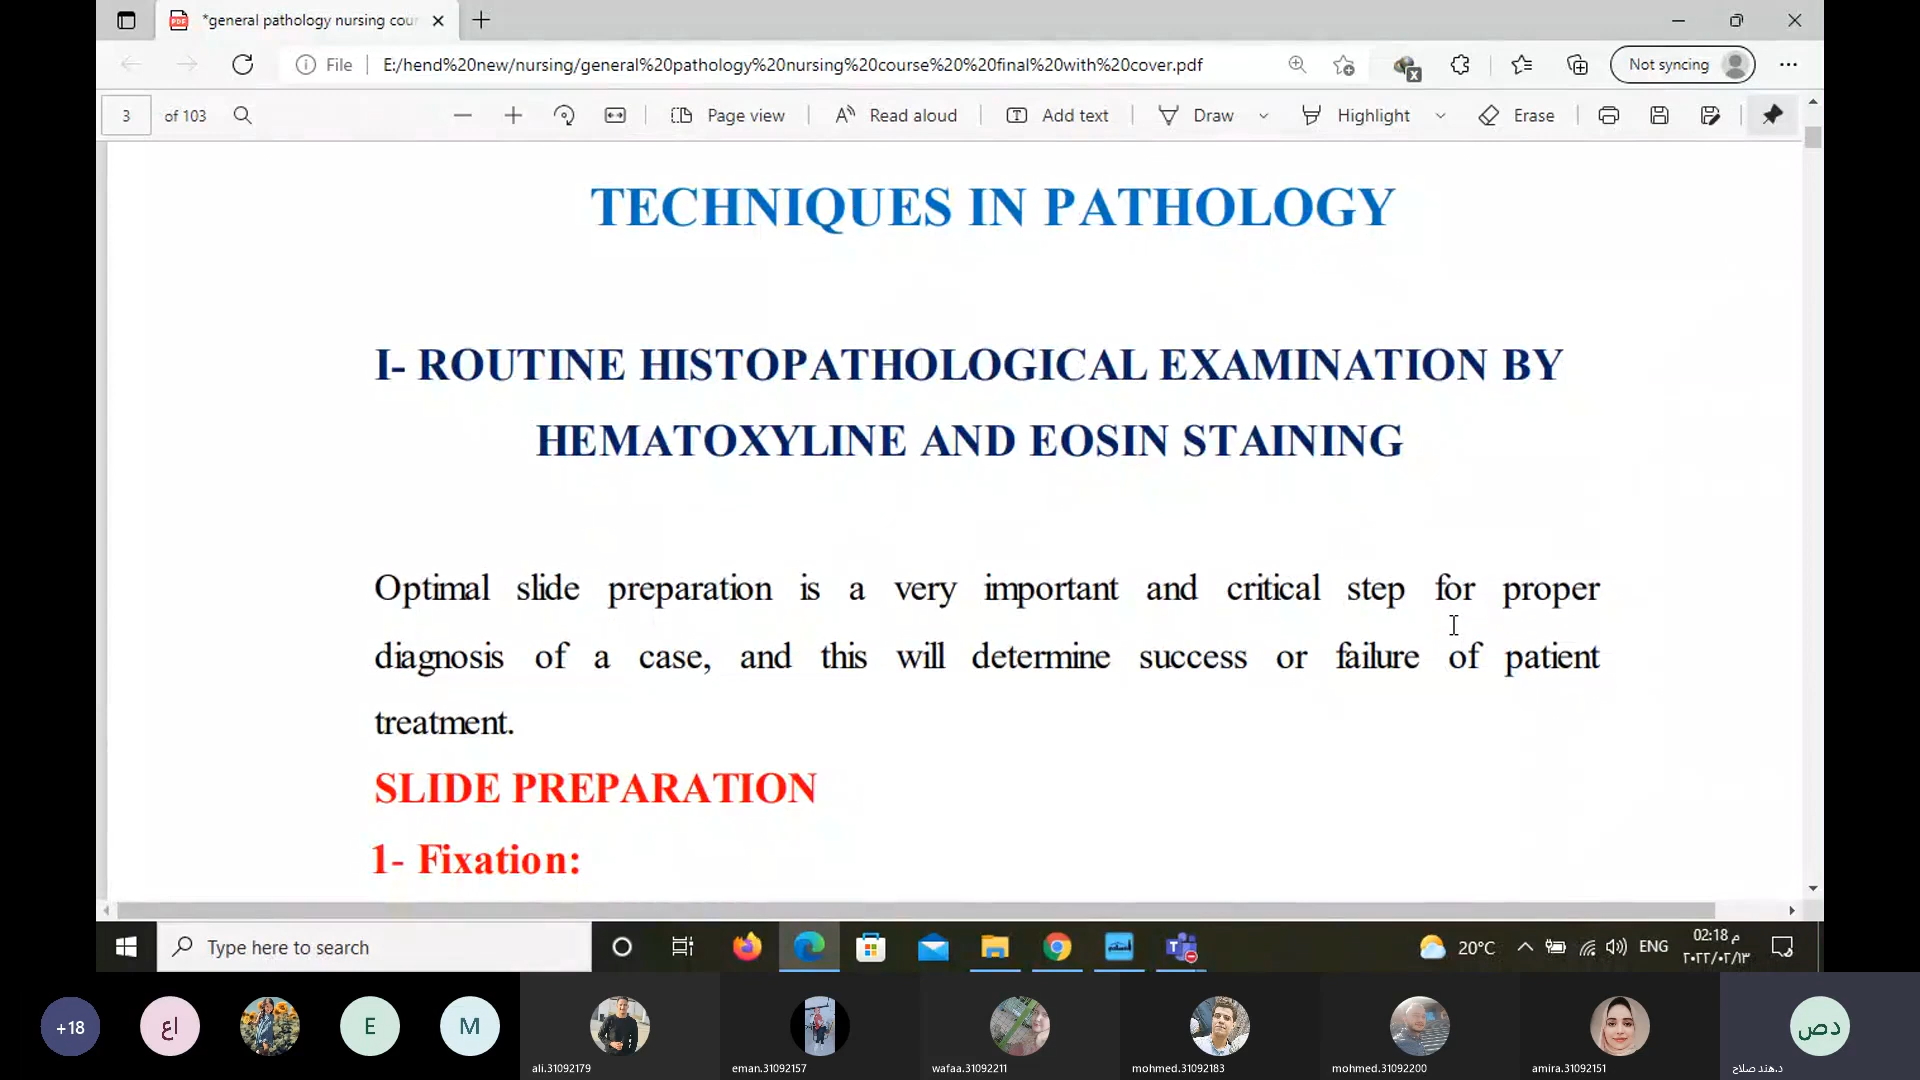 *general pathology nursing cour
File
E:/hend%20new/nursing/general%20pathology%20nursing%20course%20%20final%20with%20cover.pdf
Not syncing
3 of 103
Page view
Read aloud
Add text
Draw
Highlight
Erase
TECHNIQUES IN PATHOLOGY
I- ROUTINE HISTOPATHOLOGICAL EXAMINATION BY
HEMATOXYLINE AND EOSIN STAINING
Optimal slide preparation is a very important and critical step for proper
diagnosis of a case, and this will determine success or failure of patient
treatment.
SLIDE PREPARATION
1- Fixation:
Type here to search
20°C
ENG
02:18 م
٢٠٢٢/٠٢/١٣
+18
اع
E
M
ali.31092179
eman.31092157
wafaa.31092211
mohmed.31092183
mohmed.31092200
amira.31092151
دص
د.هند صلاح